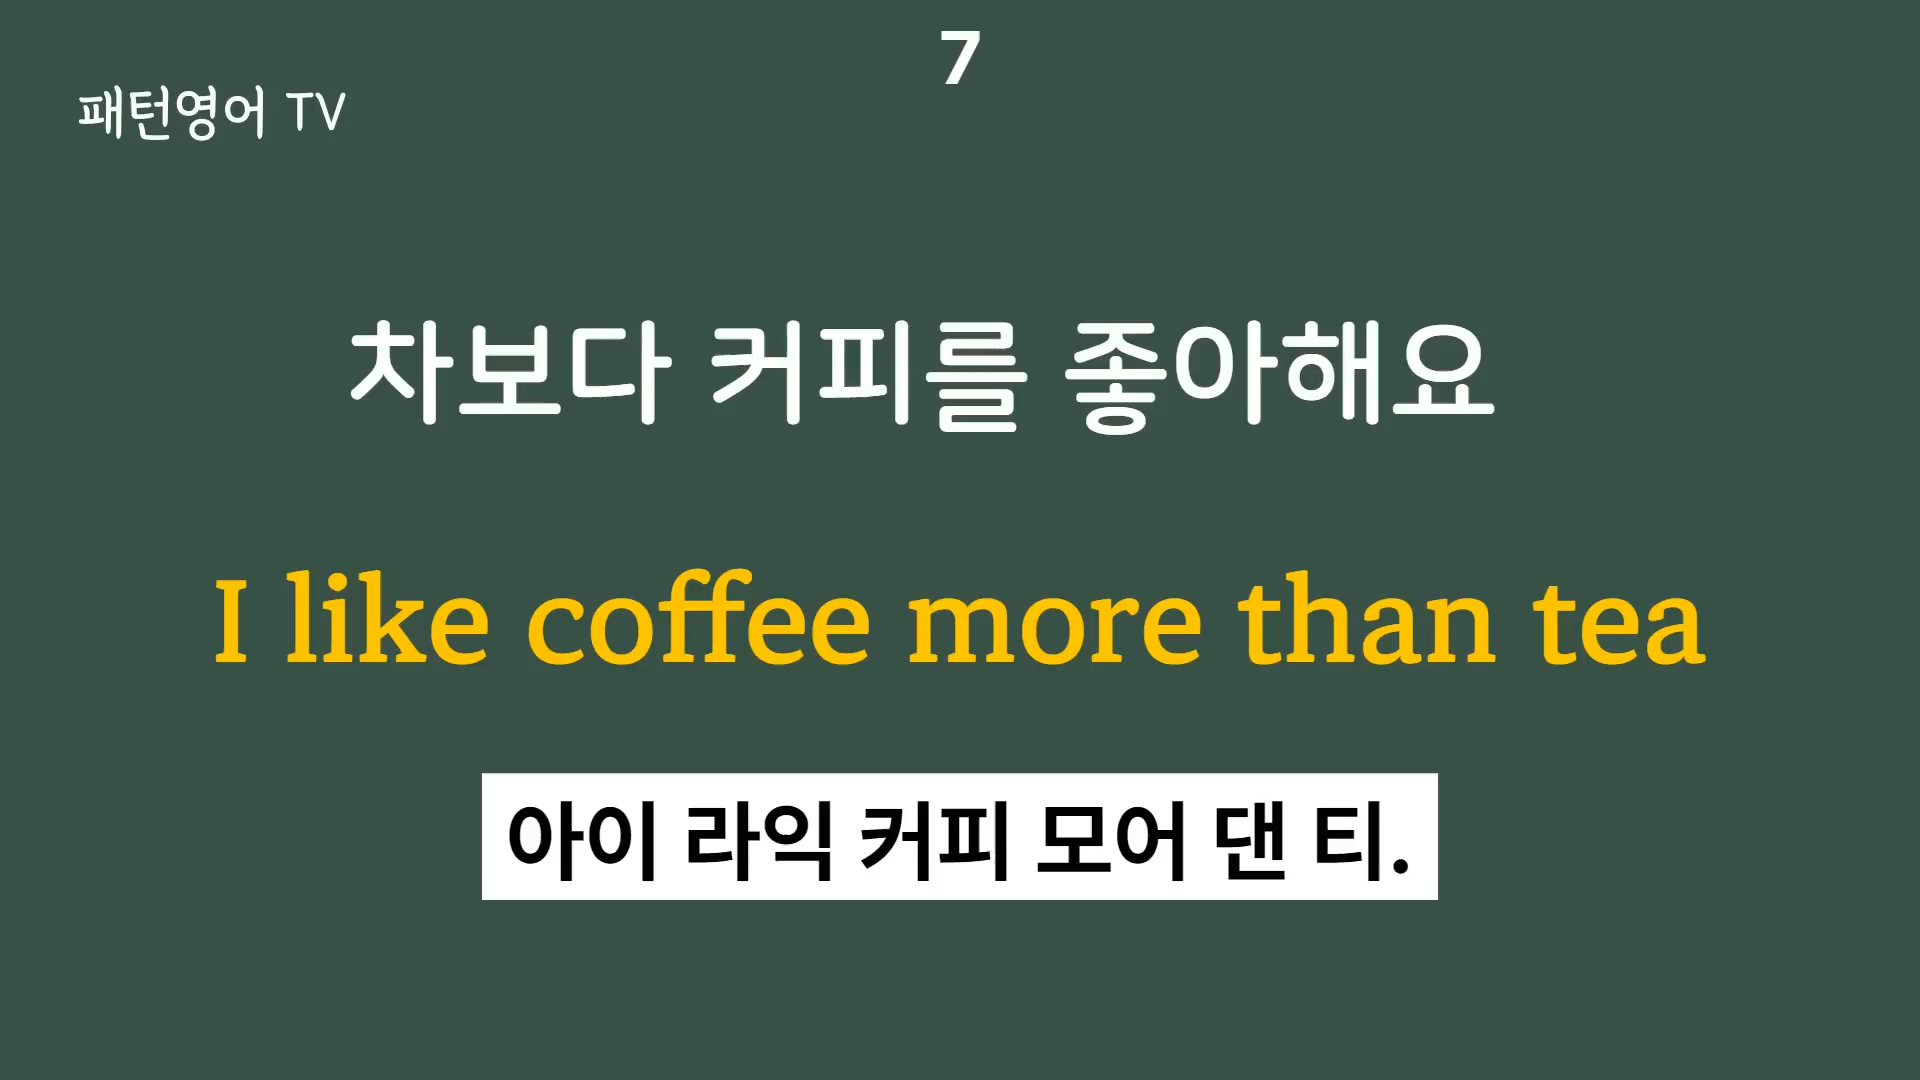 7
패턴영어 TV
차보다 커피를 좋아해요
I like coffee more than tea
아이 라익 커피 모어 댄 티.